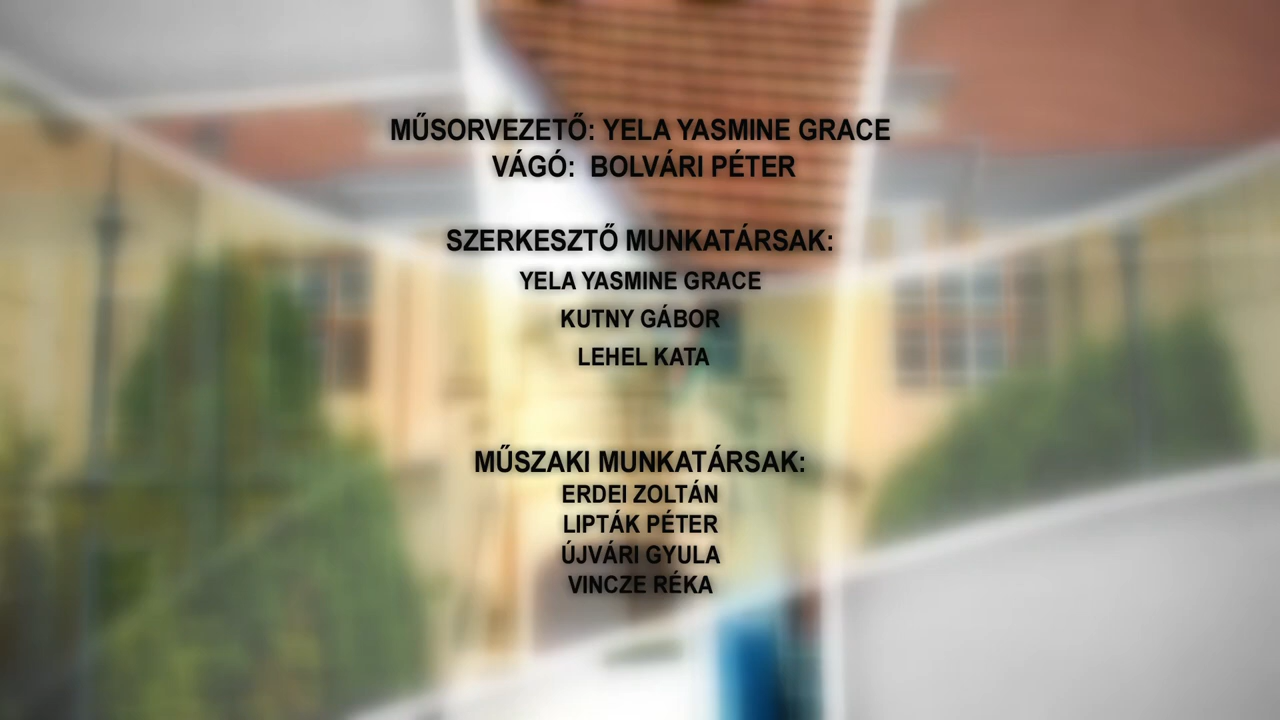 MŰSORVEZETŐ: YELA YASMINE GRACE
VÁGÓ: BOLVÁRI PÉTER
SZERKESZTŐ MUNKATÁRSAK:
YELA YASMINE GRACE
KUTNY GÁBOR
LEHEL KATA
MŰSZAKI MUNKATÁRSAK:
ERDEI ZOLTÁN
LIPTÁK PÉTER
ÚJVÁRI GYULA
VINCZE RÉKA